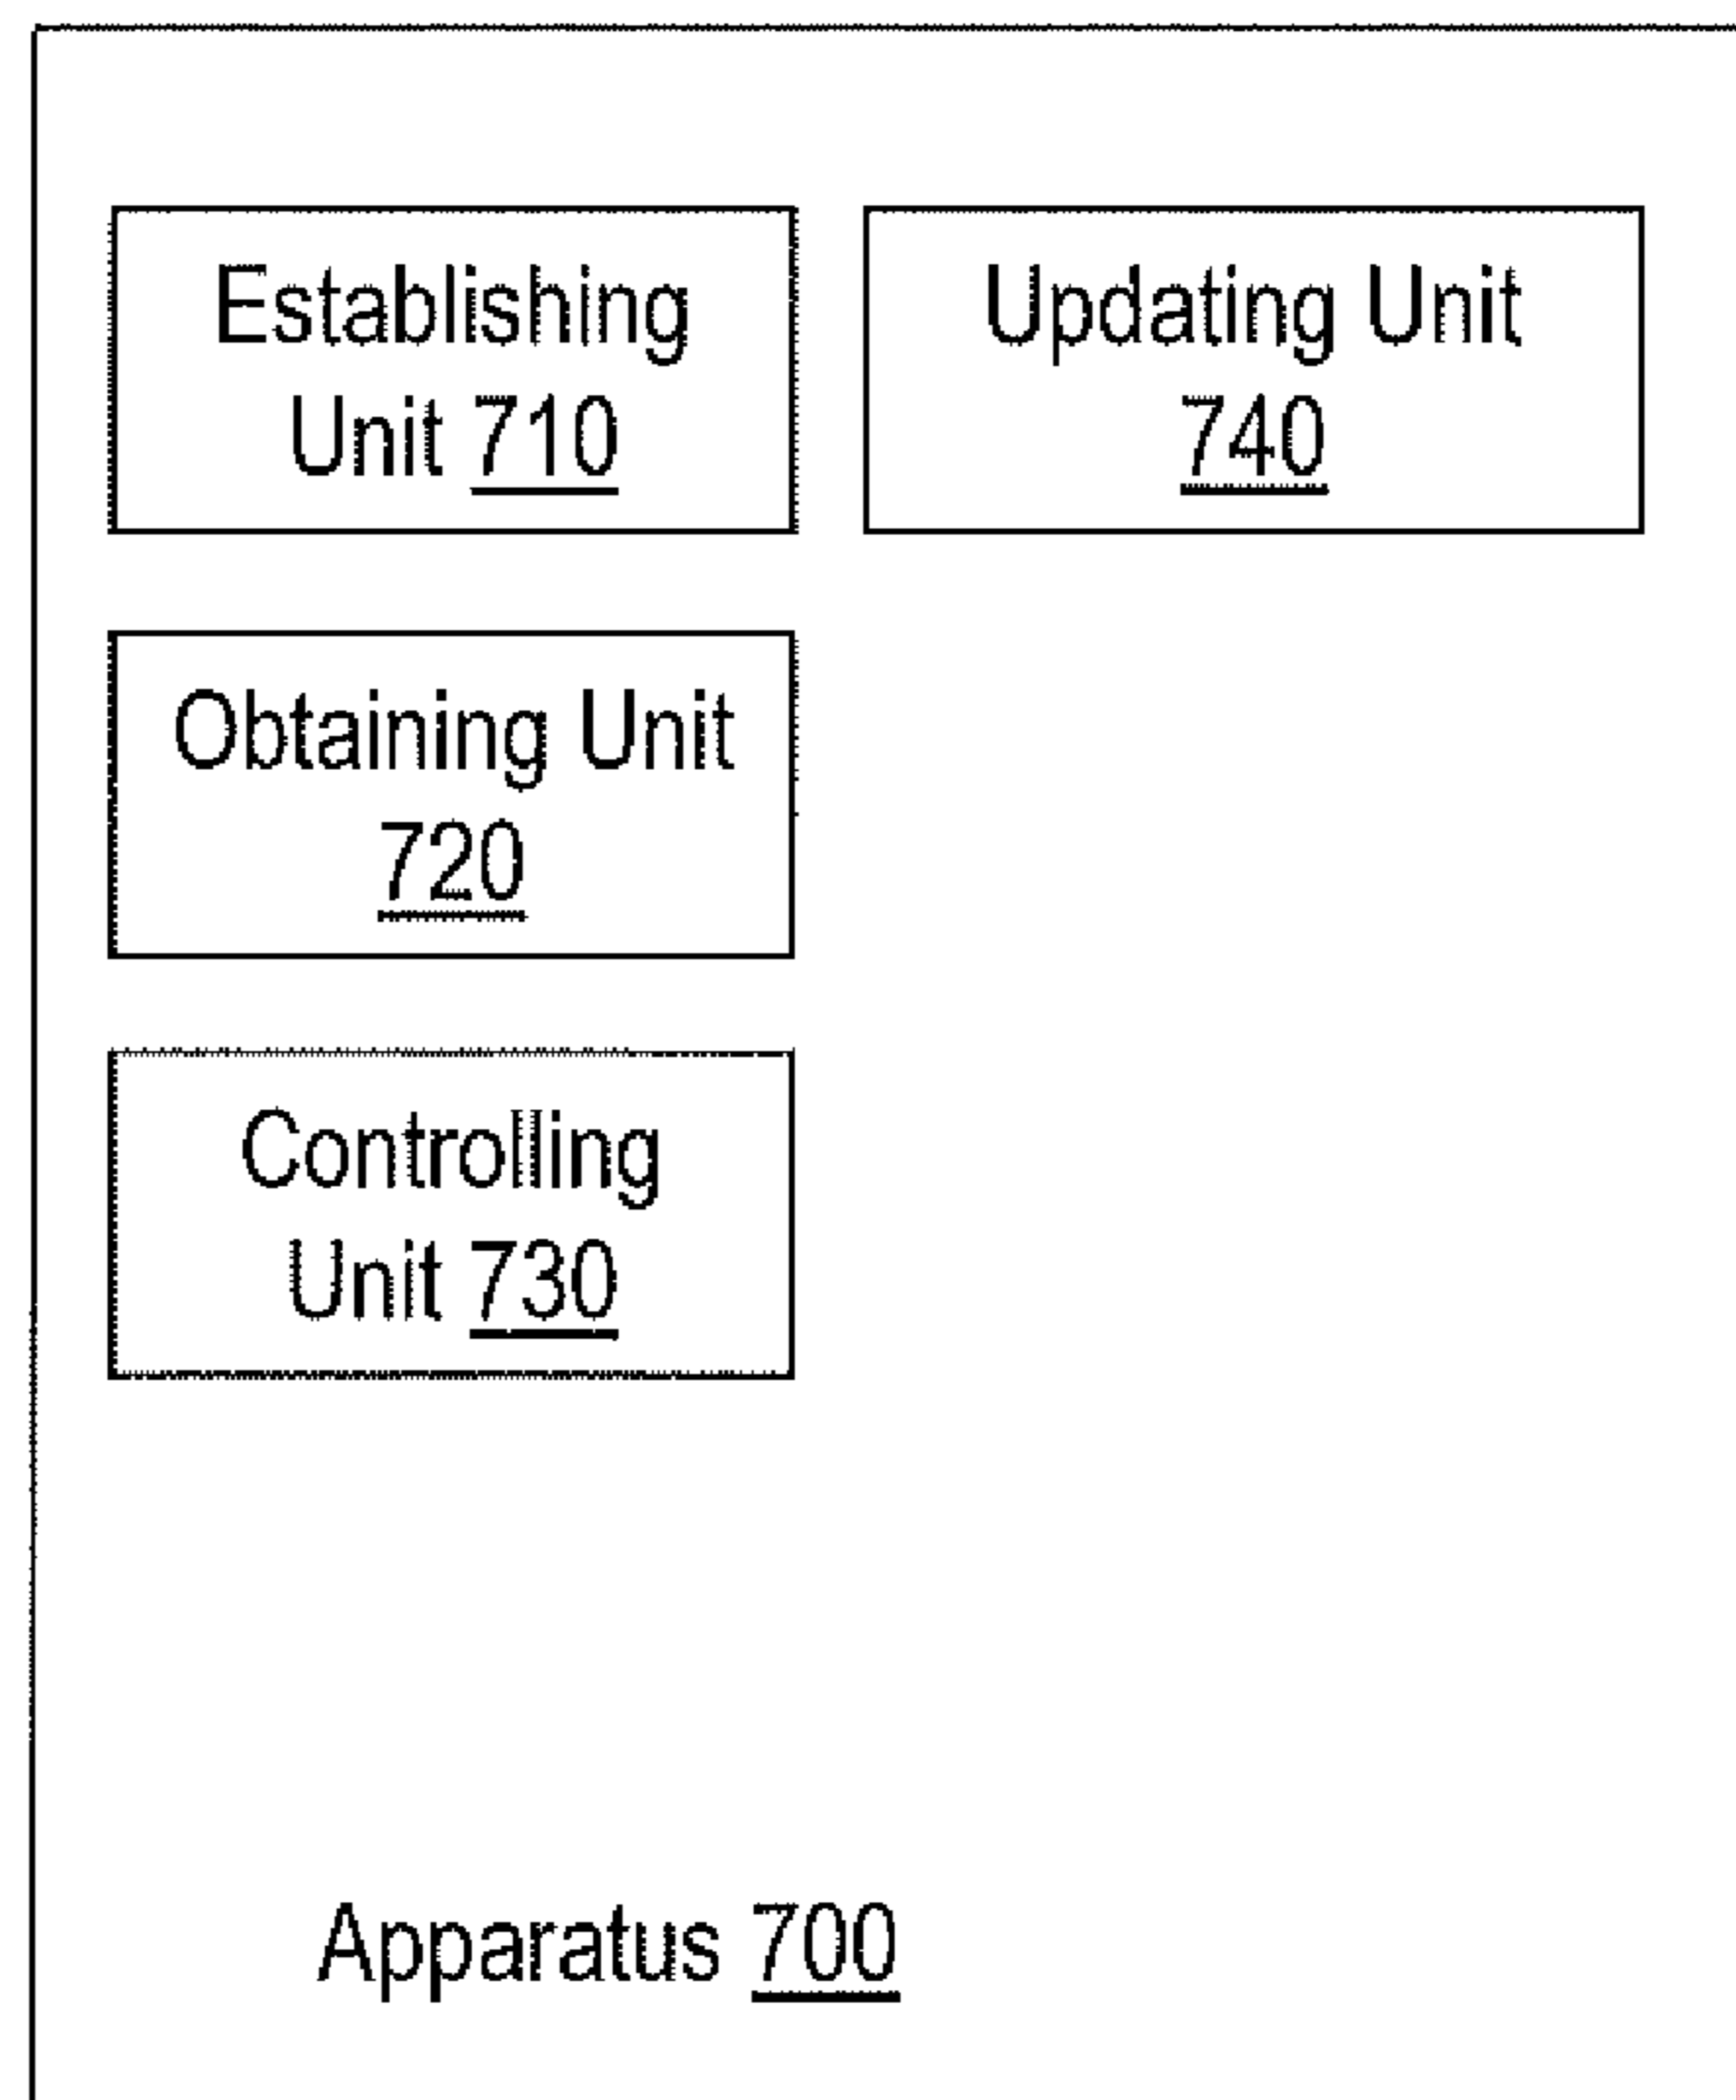 Establishing
Unit 710
Updating Unit
740
Obtaining Unit
720
Controlling
Unit 730
Apparatus 700